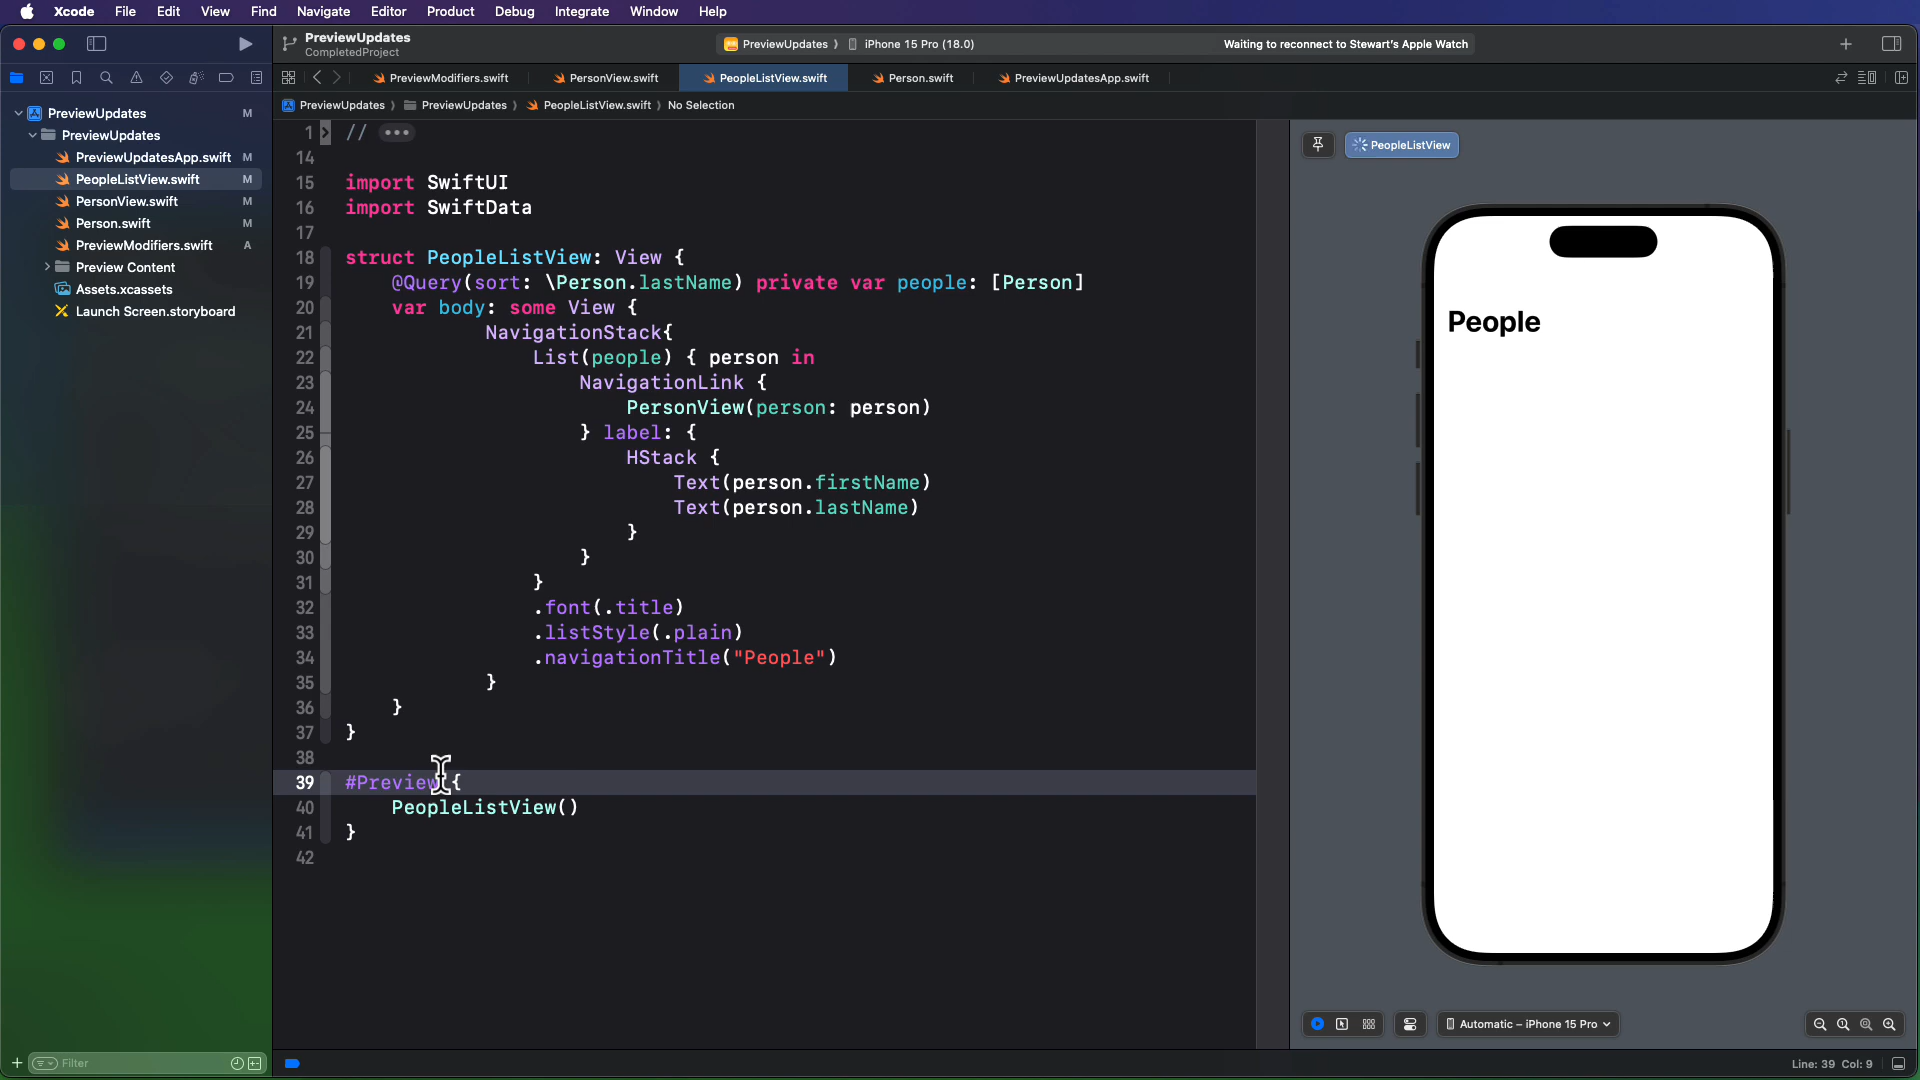 Xcode File Edit View Find Navigate Editor Product Debug Integrate Window Help
PreviewUpdates
CompletedProject
PreviewUpdates
iPhone 15 Pro (18.0)
Waiting to reconnect to Stewart's Apple Watch
PreviewModifiers.swift
PersonView.swift
PeopleListView.swift
Person.swift
PreviewUpdatesApp.swift
PreviewUpdates
PreviewUpdates
PeopleListView.swift
No Selection
PreviewUpdates M
PreviewUpdates
PreviewUpdatesApp.swift M
PeopleListView.swift M
PersonView.swift M
Person.swift M
PreviewModifiers.swift A
Preview Content
Assets.xcassets
Launch Screen.storyboard
Filter
1 // •••
14
15 import SwiftUI
16 import SwiftData
17
18 struct PeopleListView: View {
19 @Query(sort: \Person.lastName) private var people: [Person]
20 var body: some View {
21 NavigationStack{
22 List(people) { person in
23 NavigationLink {
24 PersonView(person: person)
25 } label: {
26 HStack {
27 Text(person.firstName)
28 Text(person.lastName)
29 }
30 }
31 }
32 .font(.title)
33 .listStyle(.plain)
34 .navigationTitle("People")
35 }
36 }
37 }
38
39 #Preview {
40 PeopleListView()
41 }
42
PeopleListView
People
Automatic – iPhone 15 Pro
Line: 39 Col: 9